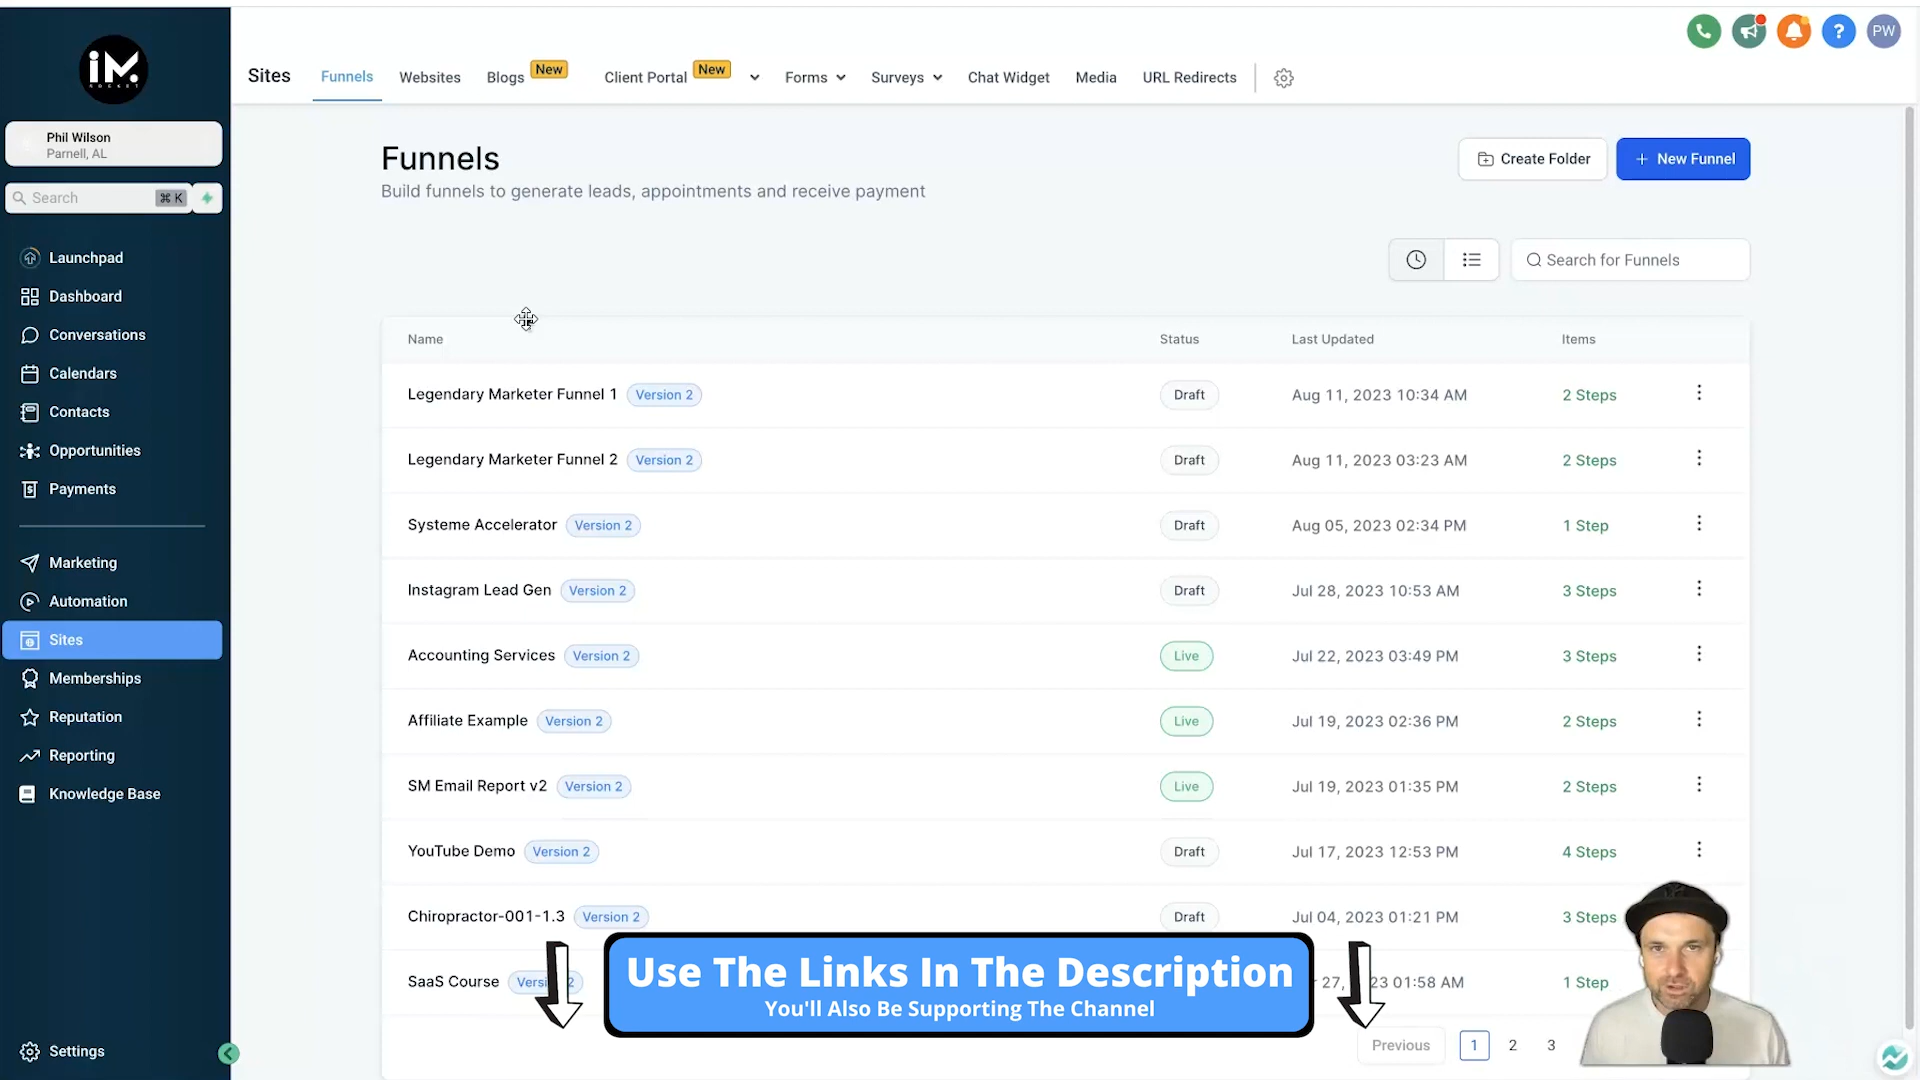 iM.
ROCKET
Phil Wilson
Parnell, AL
Search
⌘ K
Launchpad
Dashboard
Conversations
Calendars
Contacts
Opportunities
Payments
Marketing
Automation
Sites
Memberships
Reputation
Reporting
Knowledge Base
Settings
PW
Sites Funnels Websites Blogs New Client Portal New Forms Surveys Chat Widget Media URL Redirects
Funnels
Build funnels to generate leads, appointments and receive payment
Create Folder
+ New Funnel
Search for Funnels
Name Status Last Updated Items
Legendary Marketer Funnel 1 Version 2 Draft Aug 11, 2023 10:34 AM 2 Steps
Legendary Marketer Funnel 2 Version 2 Draft Aug 11, 2023 03:23 AM 2 Steps
Systeme Accelerator Version 2 Draft Aug 05, 2023 02:34 PM 1 Step
Instagram Lead Gen Version 2 Draft Jul 28, 2023 10:53 AM 3 Steps
Accounting Services Version 2 Live Jul 22, 2023 03:49 PM 3 Steps
Affiliate Example Version 2 Live Jul 19, 2023 02:36 PM 2 Steps
SM Email Report v2 Version 2 Live Jul 19, 2023 01:35 PM 2 Steps
YouTube Demo Version 2 Draft Jul 17, 2023 12:53 PM 4 Steps
Chiropractor-001-1.3 Version 2 Draft Jul 04, 2023 01:21 PM 3 Steps
SaaS Course 27, 01:58 AM 1 Step
Use The Links In The Description
You'll Also Be Supporting The Channel
Previous 1 2 3